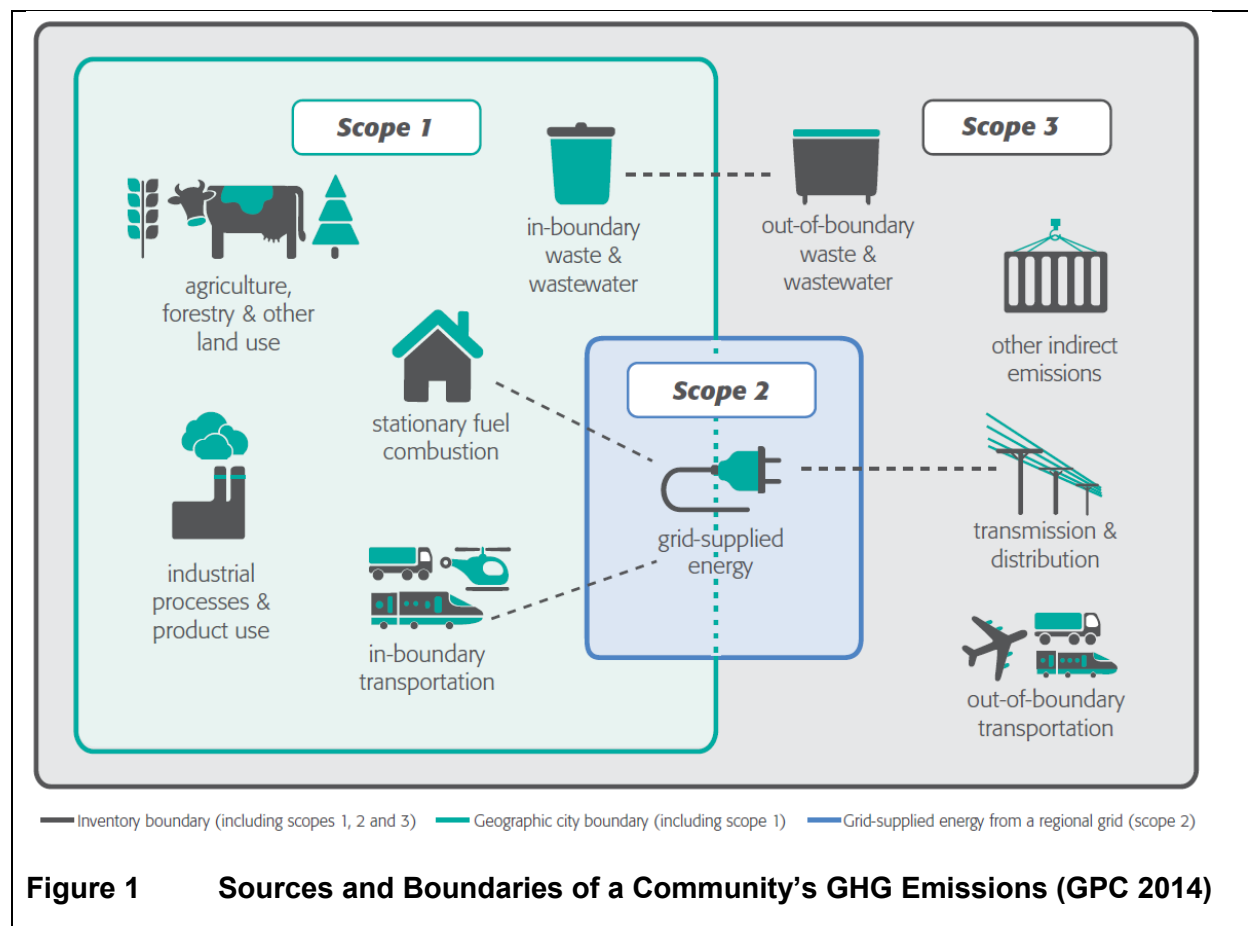 Scope 1
Scope 3
in-boundary
waste &
wastewater
out-of-boundary
waste &
wastewater
agriculture,
forestry & other
land use
other indirect
emissions
Scope 2
stationary fuel
combustion
grid-supplied
energy
transmission &
distribution
industrial
processes &
product use
in-boundary
transportation
out-of-boundary
transportation
Inventory boundary (including scopes 1, 2 and 3) Geographic city boundary (including scope 1) Grid-supplied energy from a regional grid (scope 2)
Figure 1 Sources and Boundaries of a Community's GHG Emissions (GPC 2014)